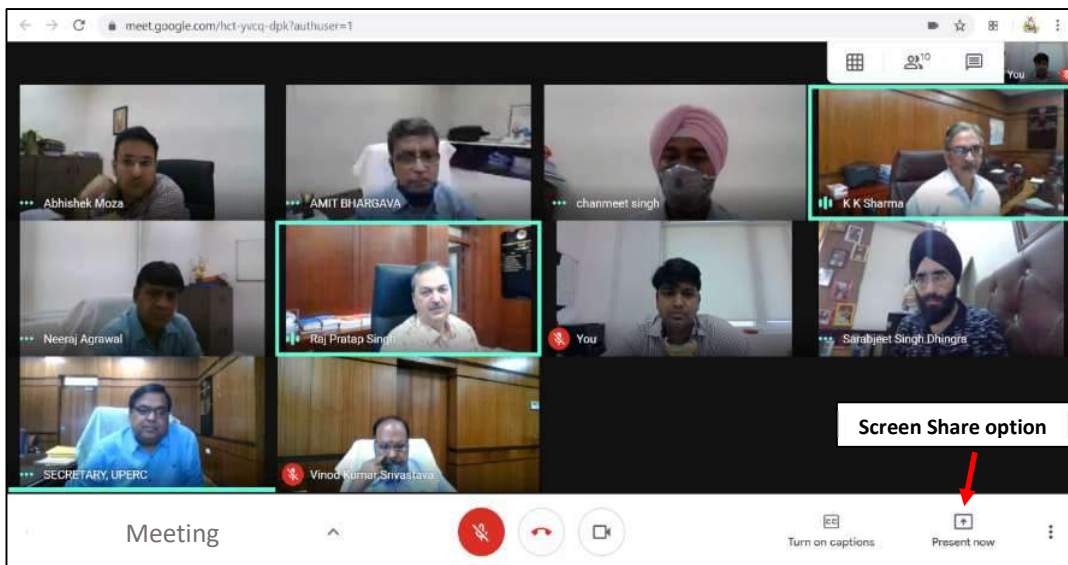 meet.google.com/hct-yvcq-dpk?authuser=1
10
You
Abhishek Moza
AMIT BHARGAVA
chanmeet singh
K K Sharma
Neeraj Agrawal
Raj Pratap Singh
You
Sarabjeet Singh Dhingra
SECRETARY, UPERC
Vinod Kumar Srivastava
Screen Share option
Meeting
CC
Turn on captions
Present now